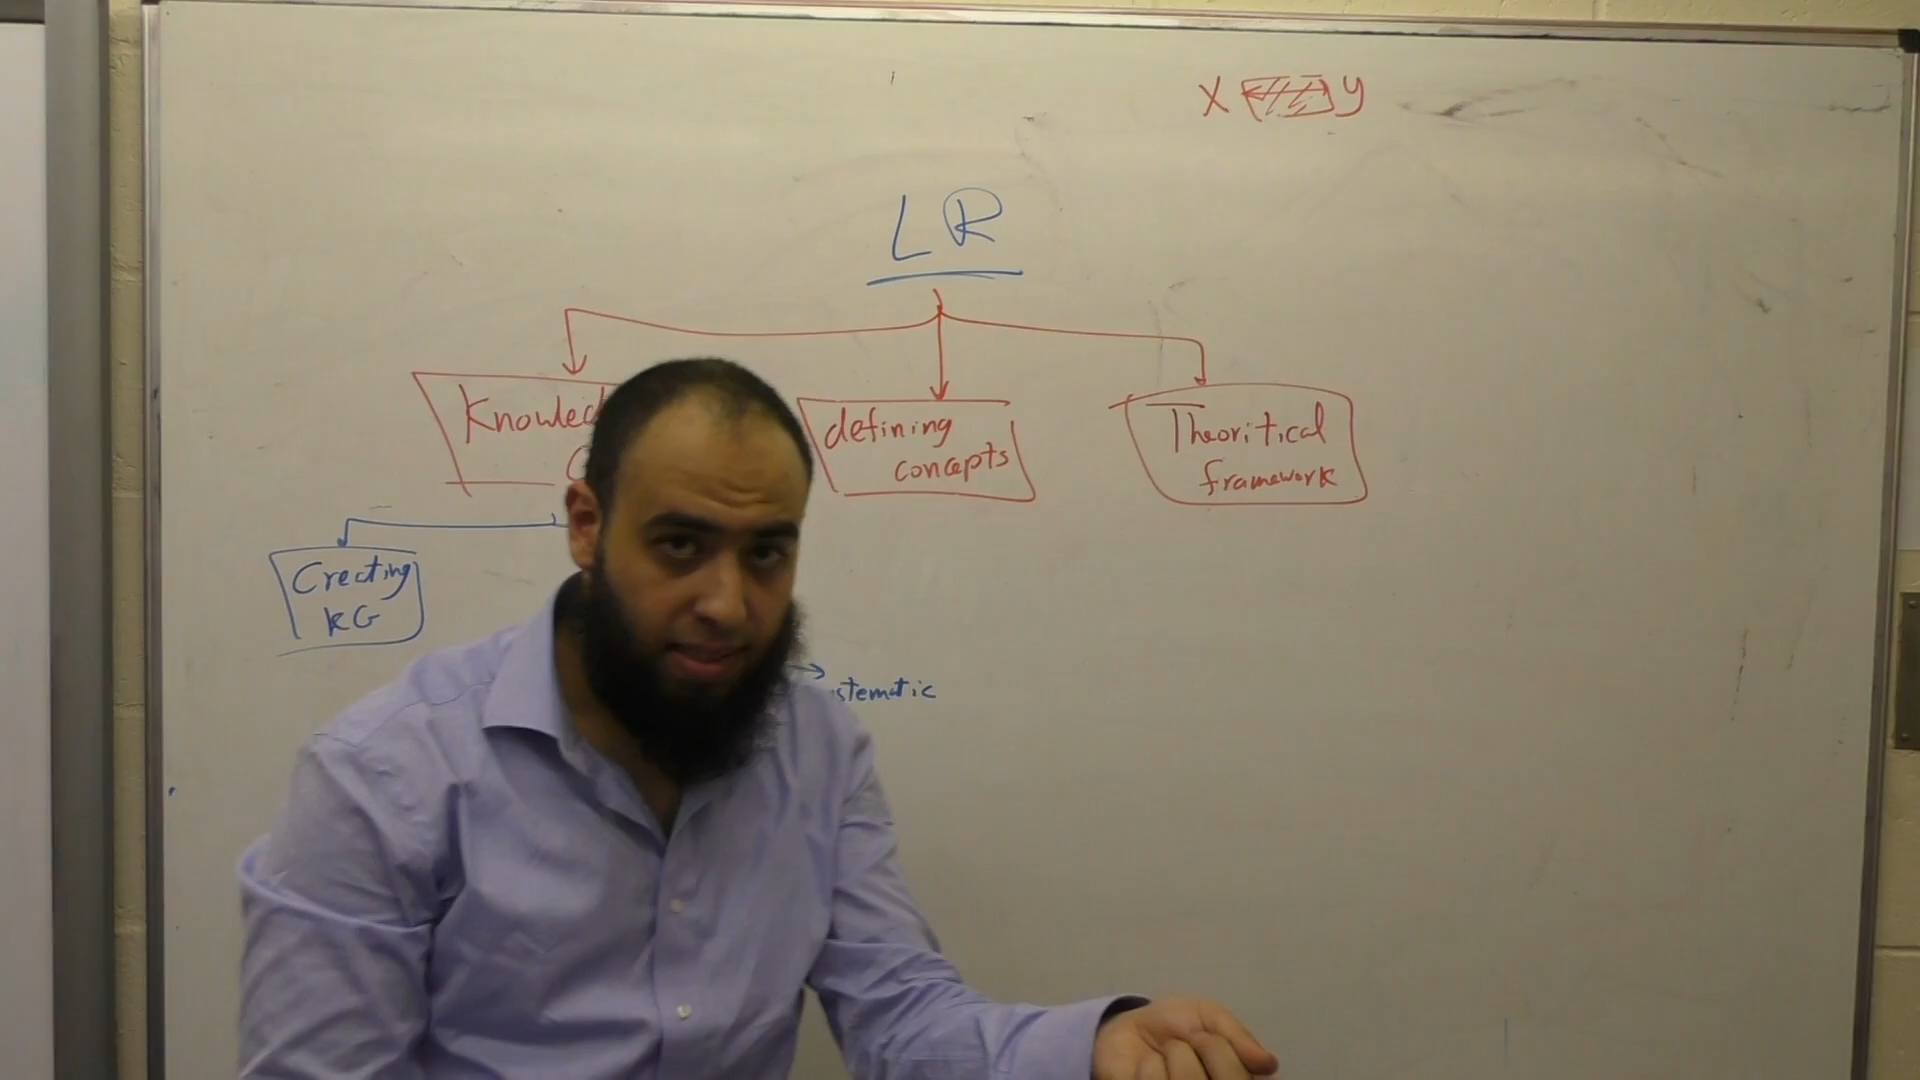 X Y
LR
defining
concepts
Theoritical
framework
Creating
KG